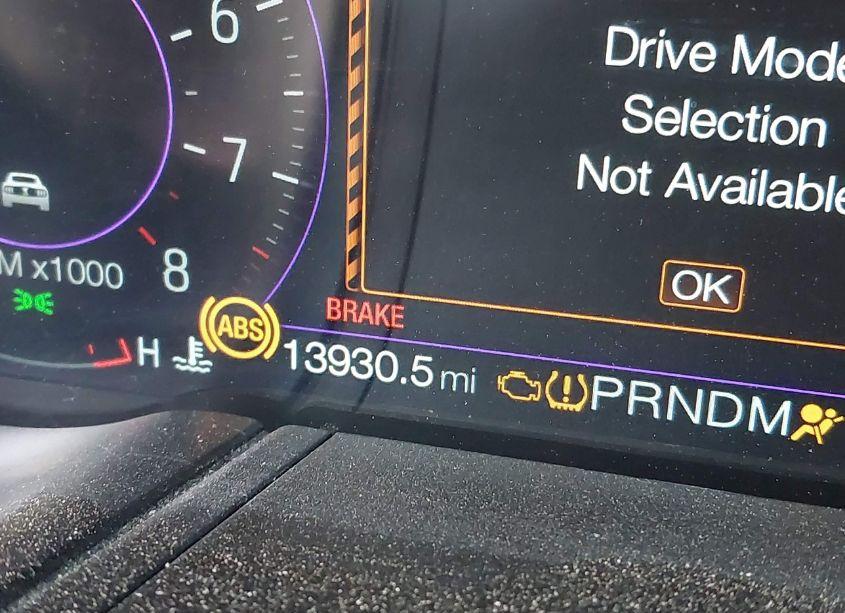 6
7
8
M x1000
Drive Mode
Selection
Not Available
OK
ABS
BRAKE
H
13930.5 mi
PRNDM